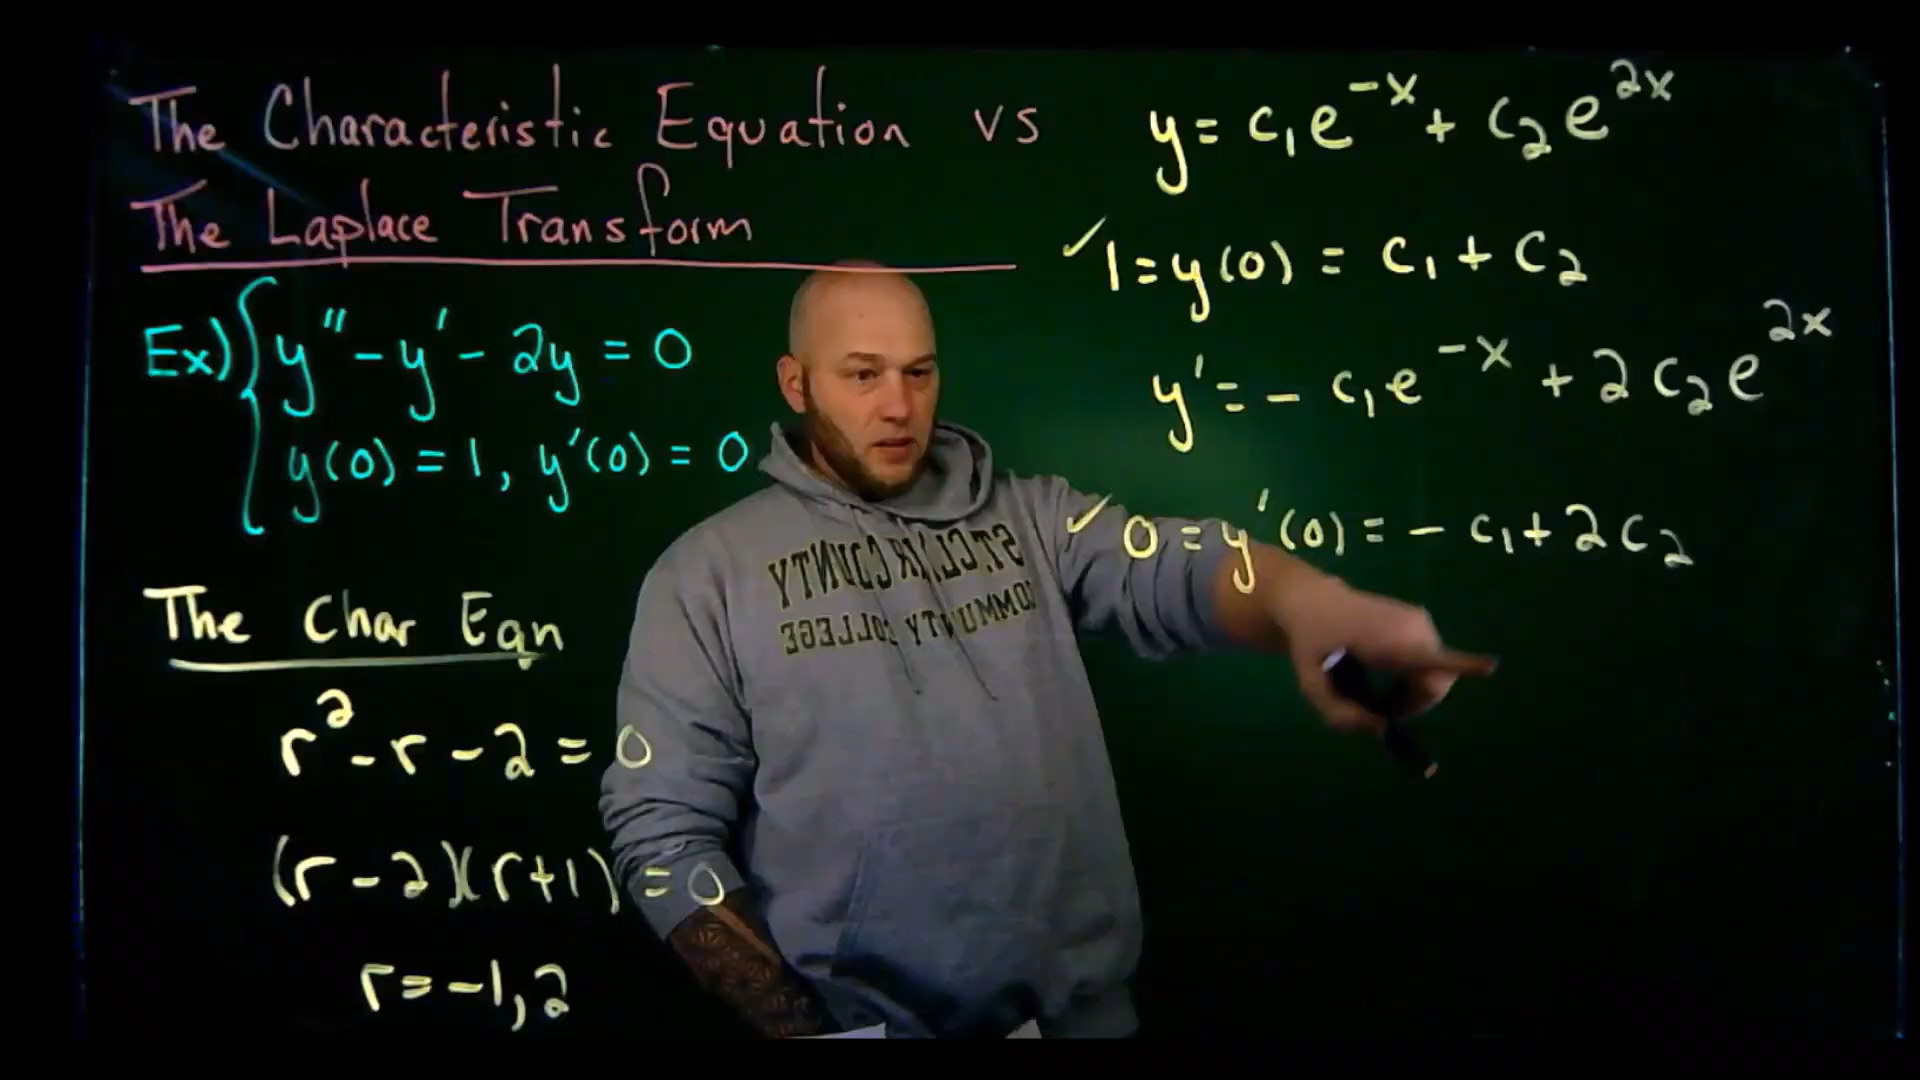 The Characteristic Equation vs
The Laplace Transform
Ex) { y'' - y' - 2y = 0
y(0) = 1, y'(0) = 0
The Char Eqn
r² - r - 2 = 0
(r - 2)(r + 1) = 0
r = -1, 2
y = c₁e^{-x} + c₂e^{2x}
✓ 1 = y(0) = c₁ + c₂
y' = - c₁e^{-x} + 2c₂e^{2x}
✓ 0 = y'(0) = - c₁ + 2c₂
ST. CLAIR COUNTY
COMMUNITY COLLEGE